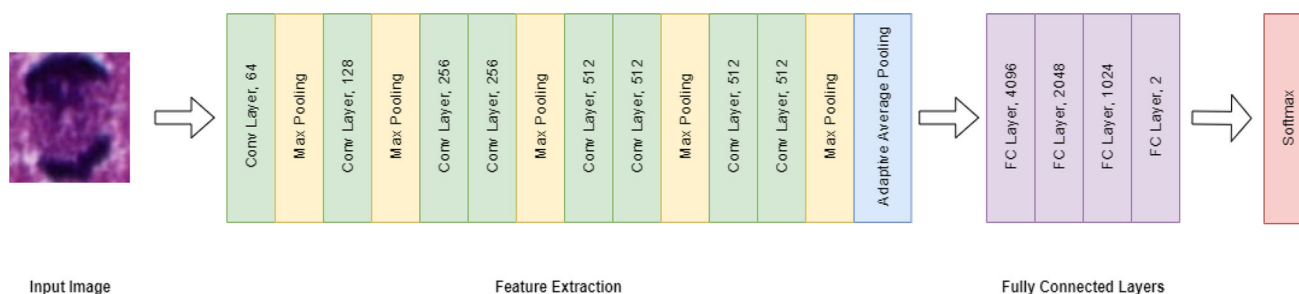 Conv Layer, 64
Max Pooling
Conv Layer, 128
Max Pooling
Conv Layer, 256
Conv Layer, 256
Max Pooling
Conv Layer, 512
Conv Layer, 512
Max Pooling
Conv Layer, 512
Conv Layer, 512
Max Pooling
Adaptive Average Pooling
FC Layer, 4096
FC Layer, 2048
FC Layer, 1024
FC Layer, 2
Softmax
Input Image
Feature Extraction
Fully Connected Layers